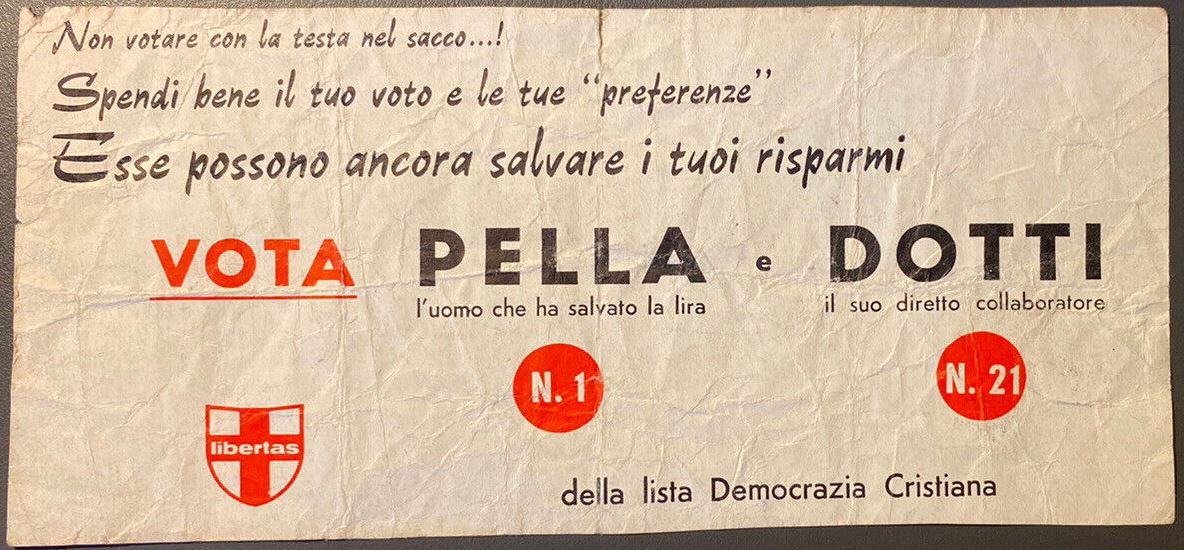 Non votare con la testa nel sacco...!
Spendi bene il tuo voto e le tue "preferenze"
Esse possono ancora salvare i tuoi risparmi
VOTA PELLA e DOTTI
l'uomo che ha salvato la lira
il suo diretto collaboratore
N. 1
N. 21
libertas
della lista Democrazia Cristiana